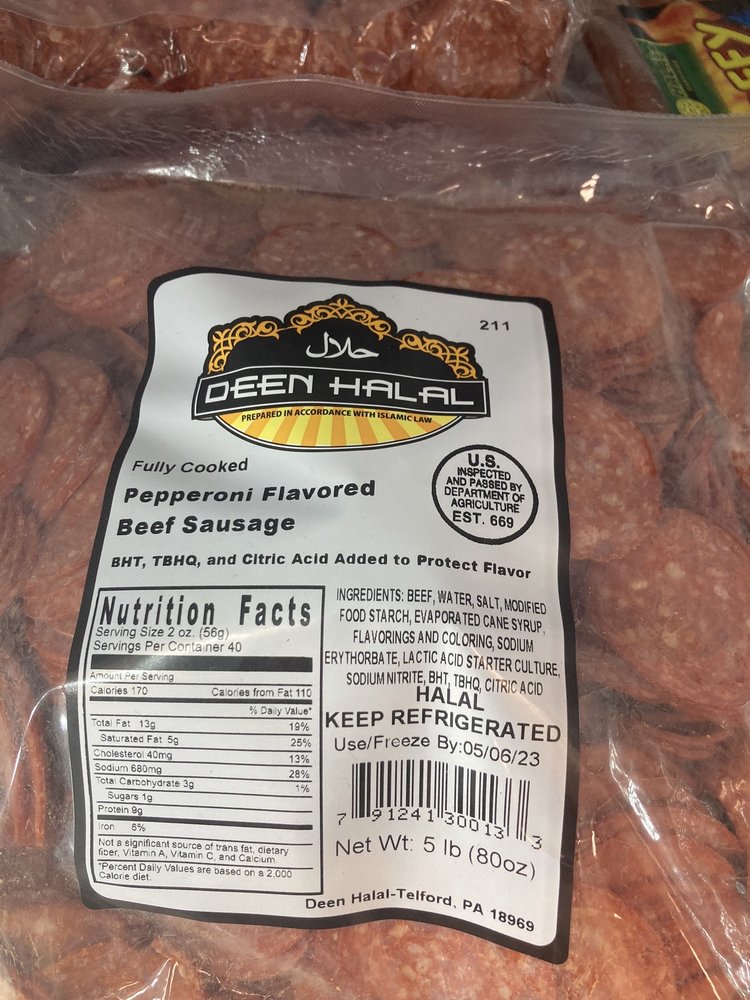 FFY
211
حلال
DEEN HALAL
PREPARED IN ACCORDANCE WITH ISLAMIC LAW
Fully Cooked
Pepperoni Flavored
Beef Sausage
U.S.
INSPECTED
AND PASSED BY
DEPARTMENT OF
AGRICULTURE
EST. 669
BHT, TBHQ, and Citric Acid Added to Protect Flavor
Nutrition Facts
Serving Size 2 oz. (56g)
Servings Per Container 40
Amount Per Serving
Calories 170 Calories from Fat 110
% Daily Value*
Total Fat 13g 19%
Saturated Fat 5g 25%
Cholesterol 40mg 13%
Sodium 680mg 28%
Total Carbohydrate 3g 1%
Sugars 1g
Protein 9g
Iron 6%
Not a significant source of trans fat, dietary
fiber, Vitamin A, Vitamin C, and Calcium.
*Percent Daily Values are based on a 2,000
Calorie diet.
INGREDIENTS: BEEF, WATER, SALT, MODIFIED
FOOD STARCH, EVAPORATED CANE SYRUP,
FLAVORINGS AND COLORING, SODIUM
ERYTHORBATE, LACTIC ACID STARTER CULTURE,
SODIUM NITRITE, BHT, TBHQ, CITRIC ACID
HALAL
KEEP REFRIGERATED
Use/Freeze By:05/06/23
7 91241 30013 3
Net Wt: 5 lb (80oz)
Deen Halal-Telford, PA 18969